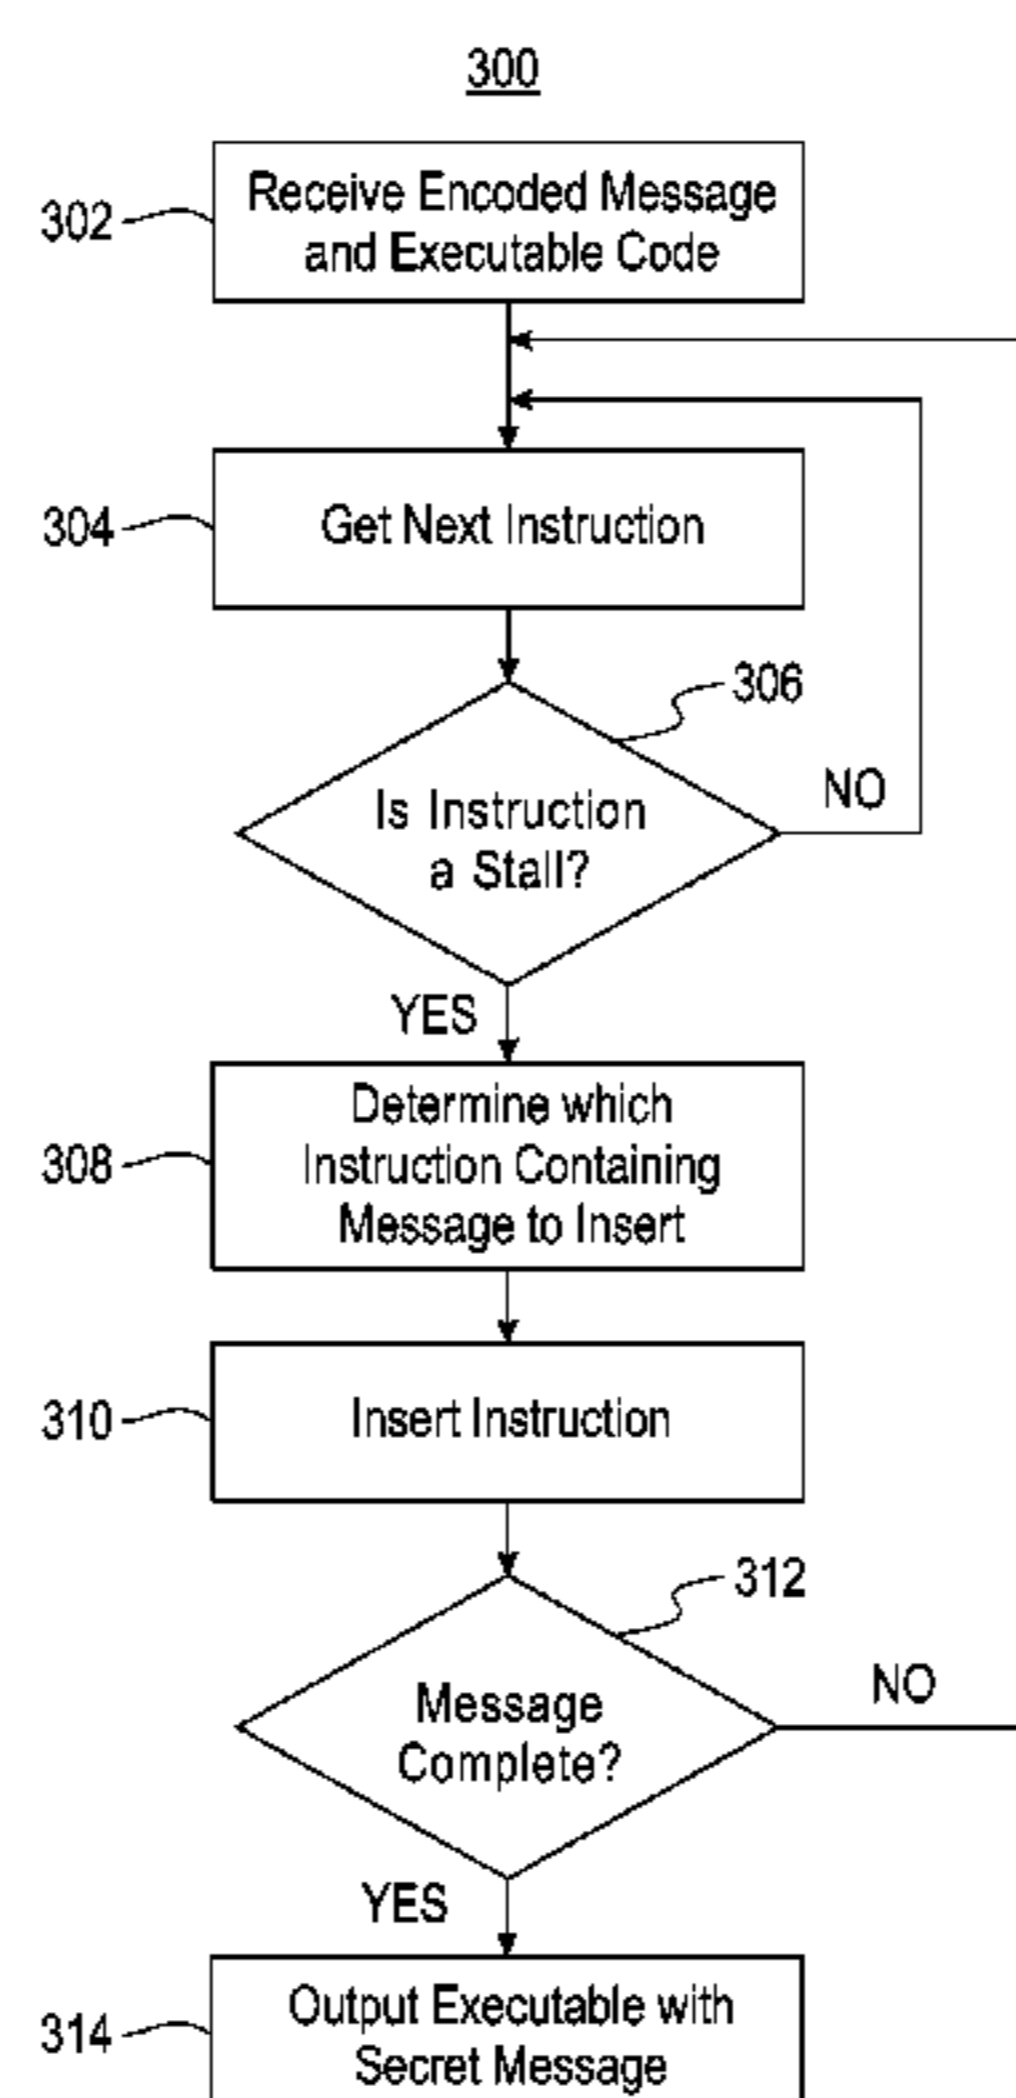 300
302
Receive Encoded Message
and Executable Code
304
Get Next Instruction
306
Is Instruction
a Stall?
NO
YES
308
Determine which
Instruction Containing
Message to Insert
310
Insert Instruction
312
Message
Complete?
NO
YES
314
Output Executable with
Secret Message